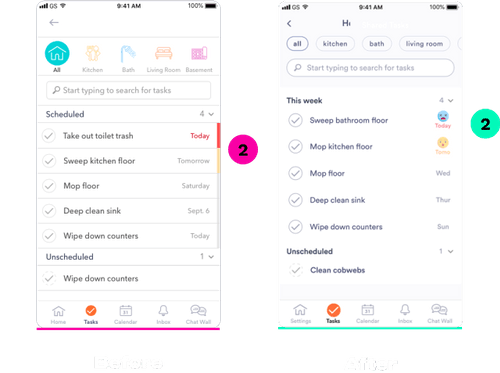 GS 9:41 AM 100%
All Kitchen Bath Living Room Basement
Start typing to search for tasks
Scheduled 4
Take out toilet trash Today
Sweep kitchen floor Tomorrow
Mop floor Saturday
Deep clean sink Sept. 6
Wipe down counters Today
Unscheduled 1
Wipe down counters
Home Tasks Calendar Inbox Chat Wall
2
Before
GS 9:41 AM 100%
all kitchen bath living room
Start typing to search for tasks
This week 4
Sweep bathroom floor Today
Mop kitchen floor Tomo
Mop floor Wed
Deep clean sink Thur
Wipe down counters Sun
Unscheduled 1
Clean cobwebs
Settings Tasks Calendar Inbox Chat Wall
2
After